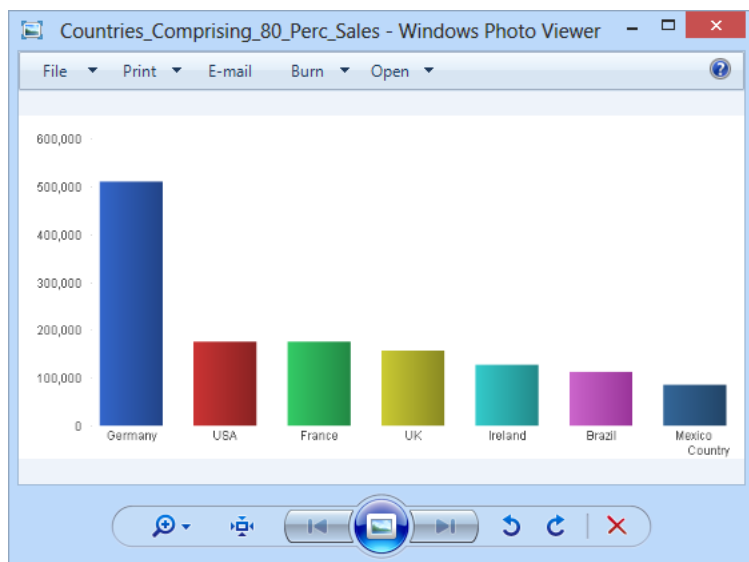 Countries_Comprising_80_Perc_Sales - Windows Photo Viewer
File Print E-mail Burn Open
600,000
500,000
400,000
300,000
200,000
100,000
0
Germany USA France UK Ireland Brazil Mexico
Country